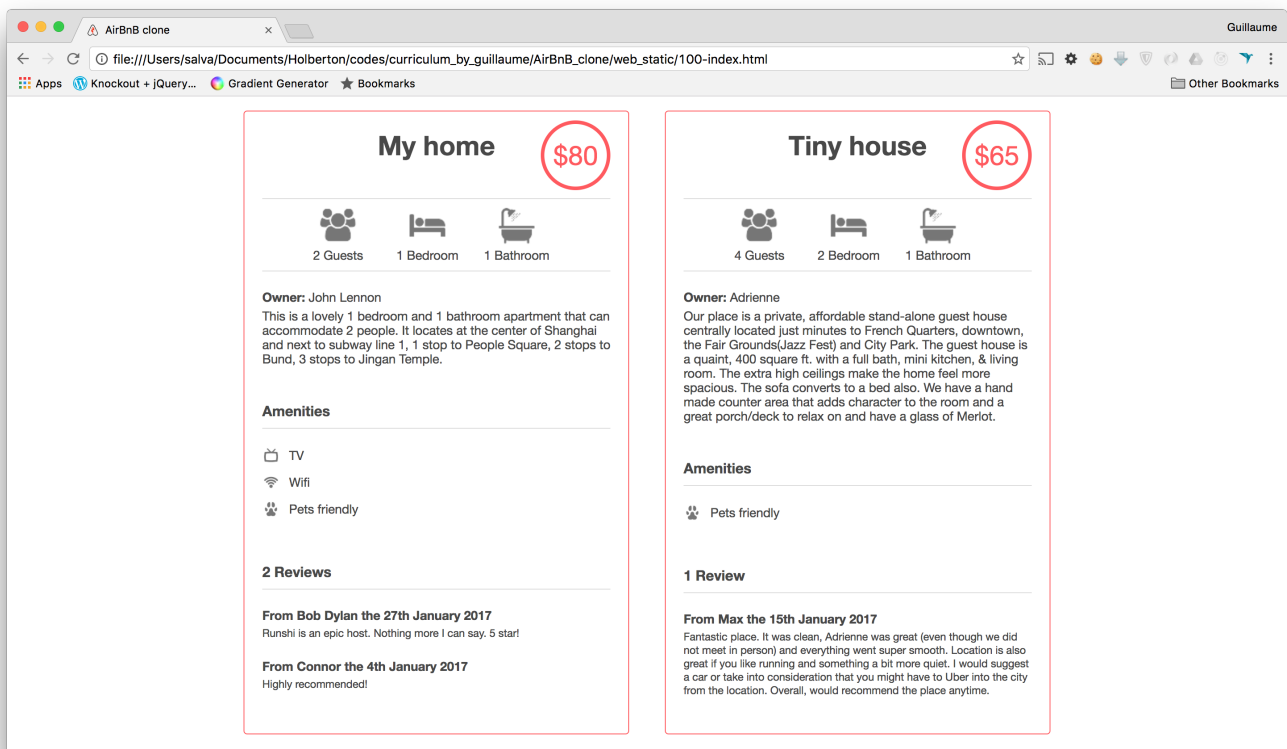 AirBnB clone
Guillaume
file:///Users/salva/Documents/Holberton/codes/curriculum_by_guillaume/AirBnB_clone/web_static/100-index.html
Apps Knockout + jQuery... Gradient Generator Bookmarks Other Bookmarks
My home
$80
2 Guests 1 Bedroom 1 Bathroom
Owner: John Lennon
This is a lovely 1 bedroom and 1 bathroom apartment that can
accommodate 2 people. It locates at the center of Shanghai
and next to subway line 1, 1 stop to People Square, 2 stops to
Bund, 3 stops to Jingan Temple.
Amenities
TV
Wifi
Pets friendly
2 Reviews
From Bob Dylan the 27th January 2017
Runshi is an epic host. Nothing more I can say. 5 star!
From Connor the 4th January 2017
Highly recommended!
Tiny house
$65
4 Guests 2 Bedroom 1 Bathroom
Owner: Adrienne
Our place is a private, affordable stand-alone guest house
centrally located just minutes to French Quarters, downtown,
the Fair Grounds(Jazz Fest) and City Park. The guest house is
a quaint, 400 square ft. with a full bath, mini kitchen, & living
room. The extra high ceilings make the home feel more
spacious. The sofa converts to a bed also. We have a hand
made counter area that adds character to the room and a
great porch/deck to relax on and have a glass of Merlot.
Amenities
Pets friendly
1 Review
From Max the 15th January 2017
Fantastic place. It was clean, Adrienne was great (even though we did
not meet in person) and everything went super smooth. Location is also
great if you like running and something a bit more quiet. I would suggest
a car or take into consideration that you might have to Uber into the city
from the location. Overall, would recommend the place anytime.